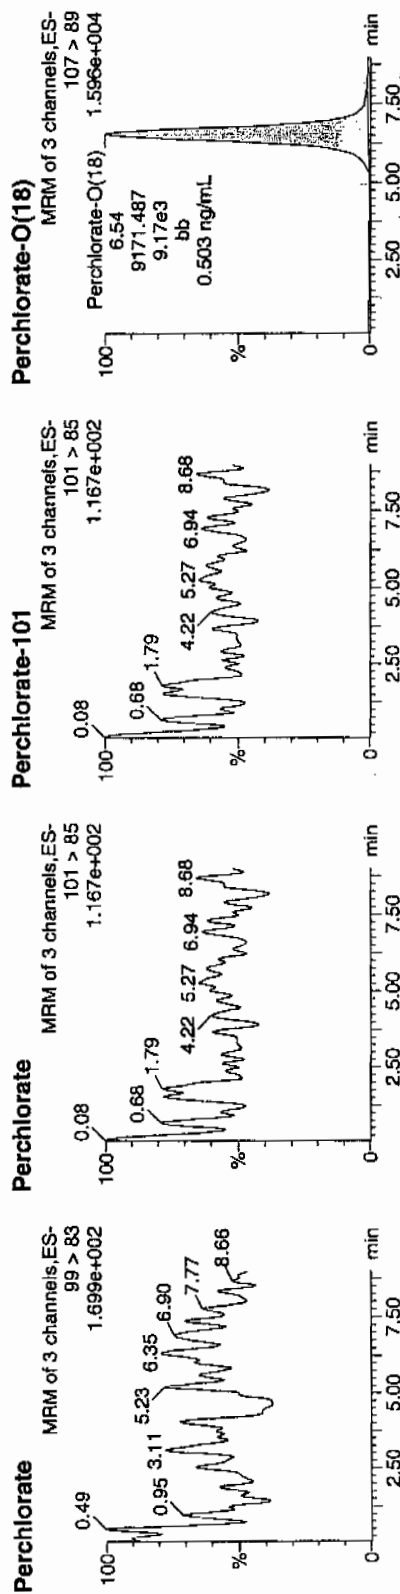 Perchlorate
MRM of 3 channels,ES-
99 > 83
1.699e+002
100
0.49
0.95
3.11
5.23
6.35
6.90
7.77
8.66
%
0
2.50
5.00
7.50
min
Perchlorate
MRM of 3 channels,ES-
101 > 85
1.167e+002
100
0.08
0.68
1.79
4.22
5.27
6.94
8.68
%
0
2.50
5.00
7.50
min
Perchlorate-101
MRM of 3 channels,ES-
101 > 85
1.167e+002
100
0.08
0.68
1.79
4.22
5.27
6.94
8.68
%
0
2.50
5.00
7.50
min
Perchlorate-O(18)
MRM of 3 channels,ES-
107 > 89
1.596e+004
100
Perchlorate-O(18)
6.54
9171.487
9.17e3
bb
0.503 ng/mL
%
0
2.50
5.00
7.50
min